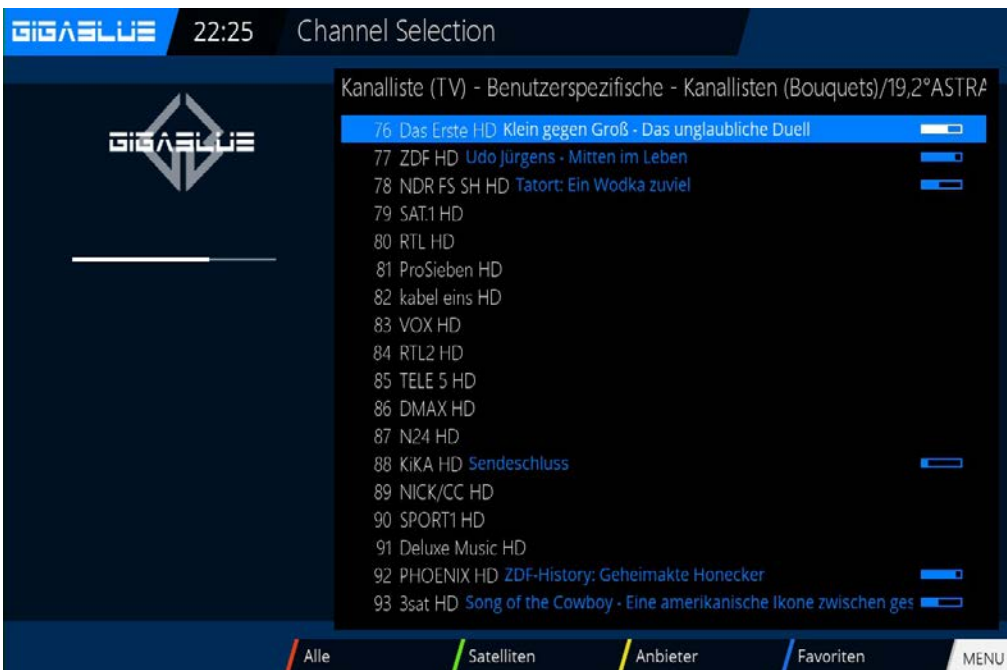 GIGABLUE 22:25 Channel Selection
Kanalliste (TV) - Benutzerspezifische - Kanallisten (Bouquets)/19,2°ASTRA
GIGABLUE
76 Das Erste HD Klein gegen Groß - Das unglaubliche Duell
77 ZDF HD Udo Jürgens - Mitten im Leben
78 NDR FS SH HD Tatort: Ein Wodka zuviel
79 SAT.1 HD
80 RTL HD
81 ProSieben HD
82 kabel eins HD
83 VOX HD
84 RTL2 HD
85 TELE 5 HD
86 DMAX HD
87 N24 HD
88 KiKA HD Sendeschluss
89 NICK/CC HD
90 SPORT1 HD
91 Deluxe Music HD
92 PHOENIX HD ZDF-History: Geheimakte Honecker
93 3sat HD Song of the Cowboy - Eine amerikanische Ikone zwischen ges
Alle Satelliten Anbieter Favoriten MENU